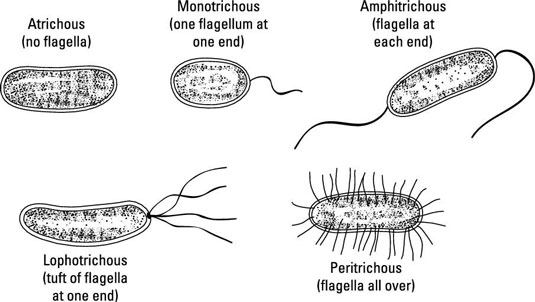 Atrichous
(no flagella)
Monotrichous
(one flagellum at
one end)
Amphitrichous
(flagella at
each end)
Lophotrichous
(tuft of flagella
at one end)
Peritrichous
(flagella all over)